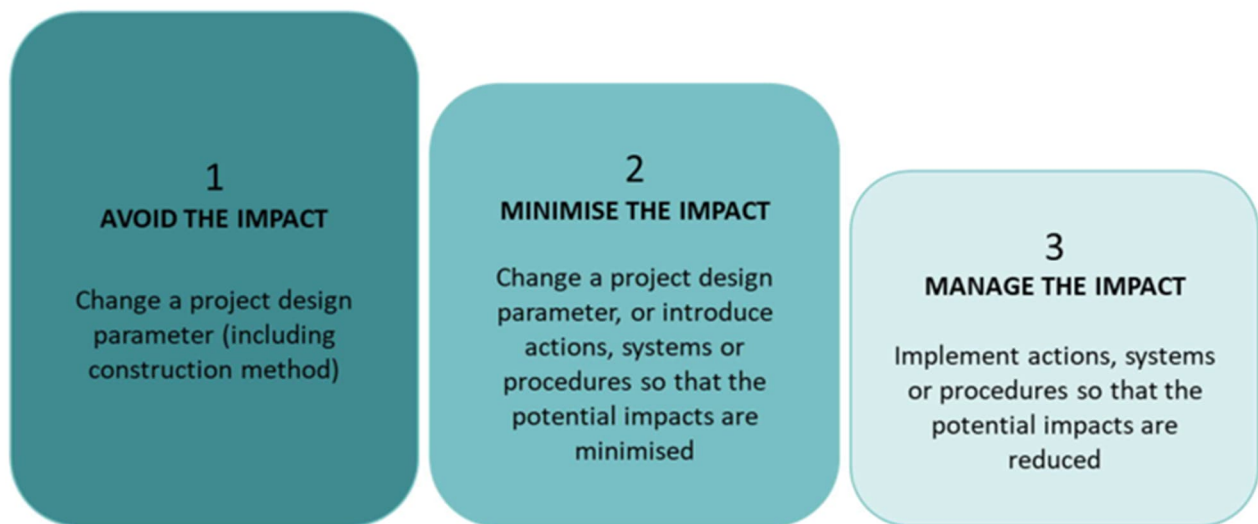 1
AVOID THE IMPACT
Change a project design
parameter (including
construction method)
2
MINIMISE THE IMPACT
Change a project design
parameter, or introduce
actions, systems or
procedures so that the
potential impacts are
minimised
3
MANAGE THE IMPACT
Implement actions, systems
or procedures so that the
potential impacts are
reduced